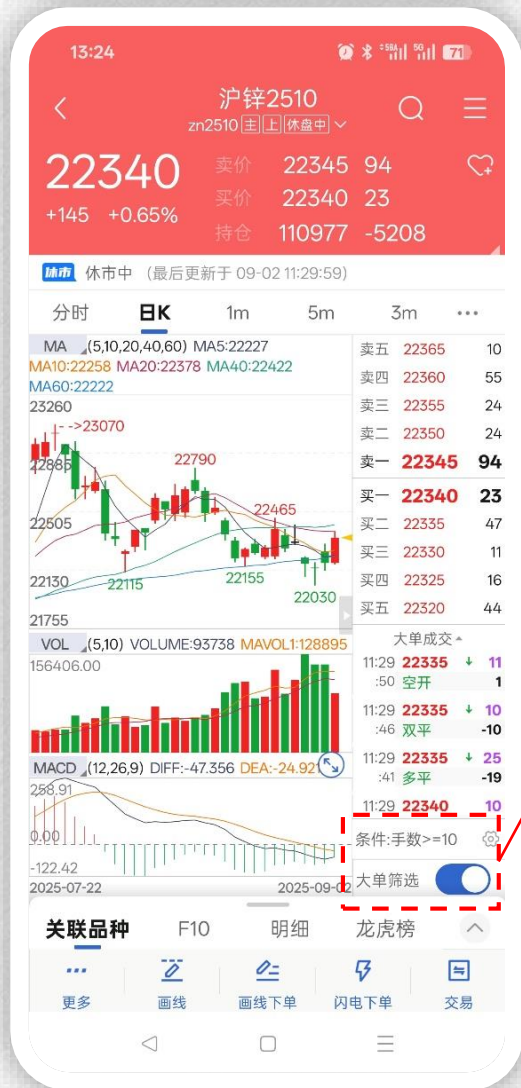 13:24 5BA 5G 71
沪锌2510
zn2510 主 上 休盘中
22340 卖价 22345 94
买价 22340 23
+145 +0.65%
持仓 110977 -5208
休市 休市中 (最后更新于 09-02 11:29:59)
分时 日K 1m 5m 3m ...
MA (5,10,20,40,60) MA5:22227
MA10:22258 MA20:22378 MA40:22422
MA60:22222
23260
-->23070
22885
22790
22505
22465
22130
22115
22155
22030
21755
卖五 22365 10
卖四 22360 55
卖三 22355 24
卖二 22350 24
卖一 22345 94
买一 22340 23
买二 22335 47
买三 22330 11
买四 22325 16
买五 22320 44
VOL (5,10) VOLUME:93738 MAVOL1:128895
156406.00
MACD (12,26,9) DIFF:-47.356 DEA:-24.921
258.91
0.00
-122.42
2025-07-22 2025-09-02
大单成交
11:29 22335 ↓ 11
:50 空开 1
11:29 22335 ↓ 10
:46 双平 -10
11:29 22335 ↓ 25
:41 多平 -19
11:29 22340 10
条件:手数>=10
大单筛选
关联品种 F10 明细 龙虎榜
更多 画线 画线下单 闪电下单 交易